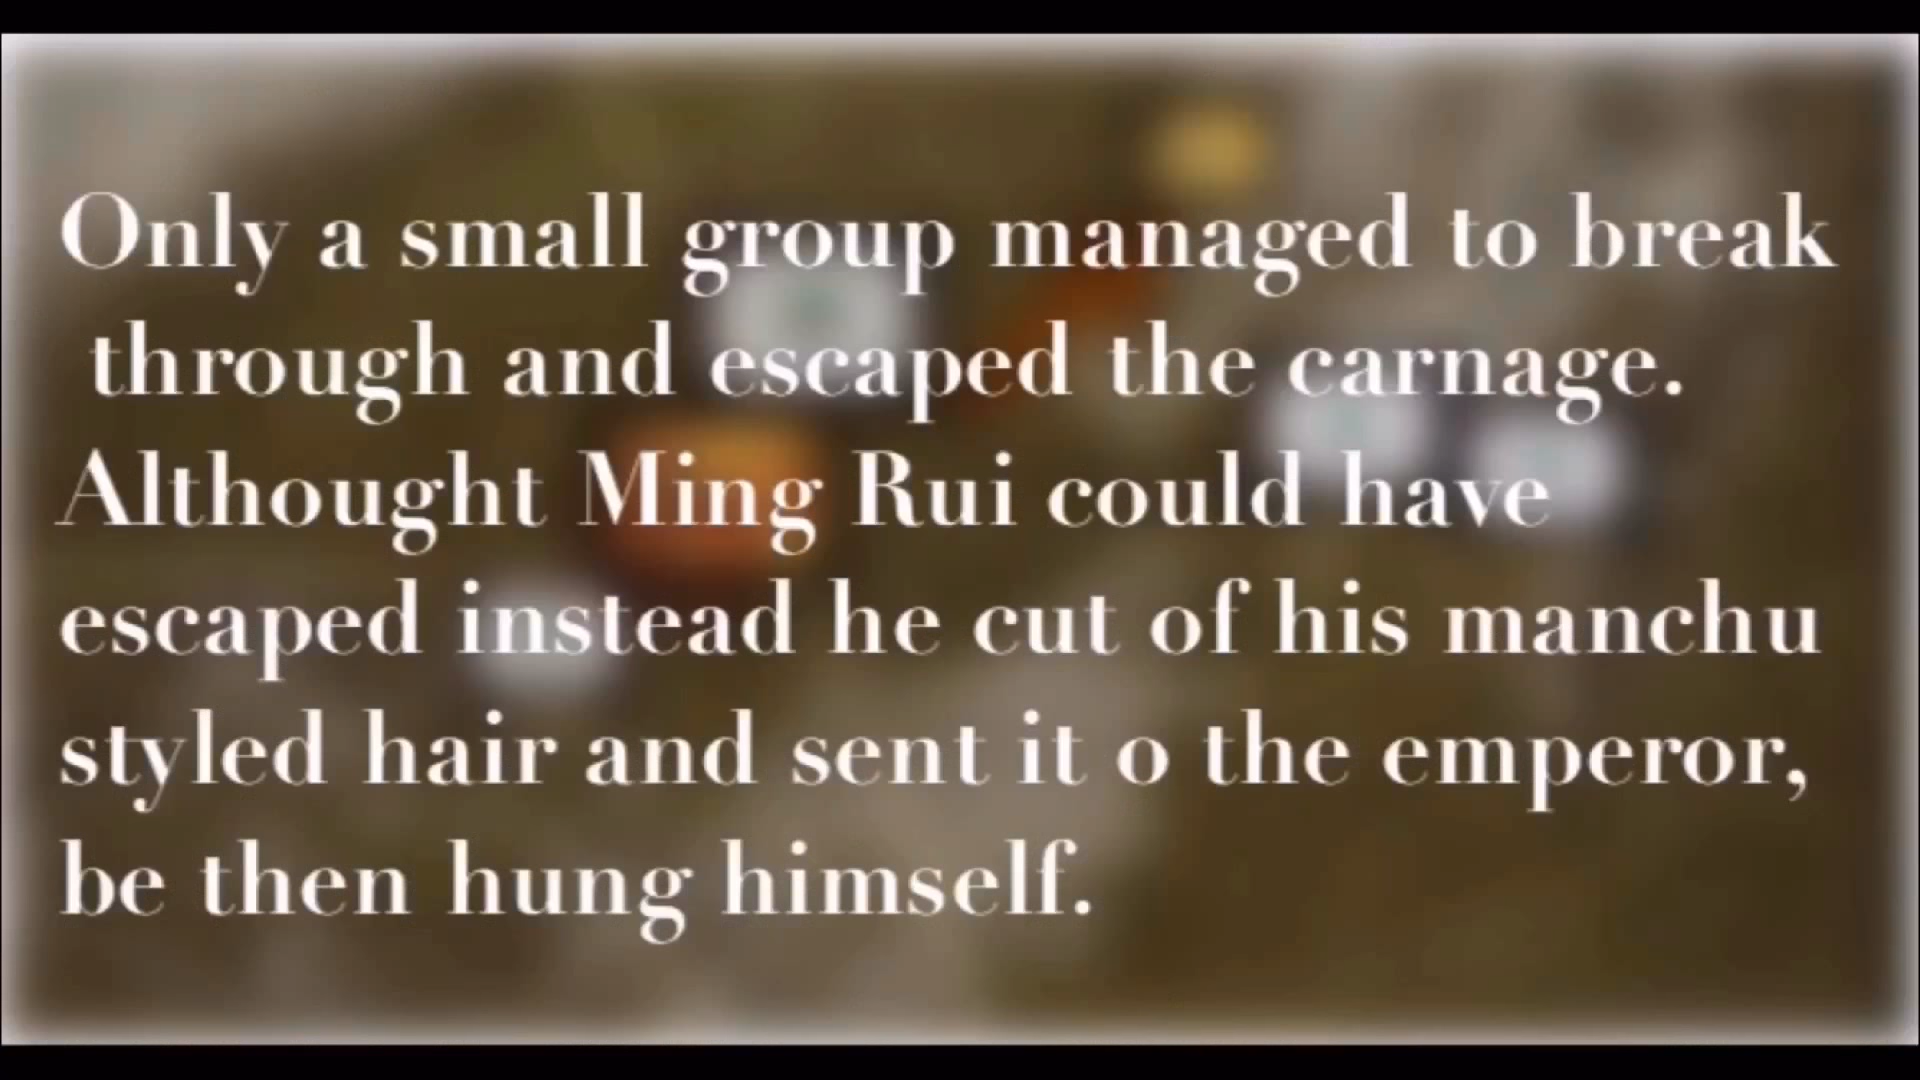 Only a small group managed to break
through and escaped the carnage.
Althought Ming Rui could have
escaped instead he cut of his manchu
styled hair and sent it o the emperor,
be then hung himself.